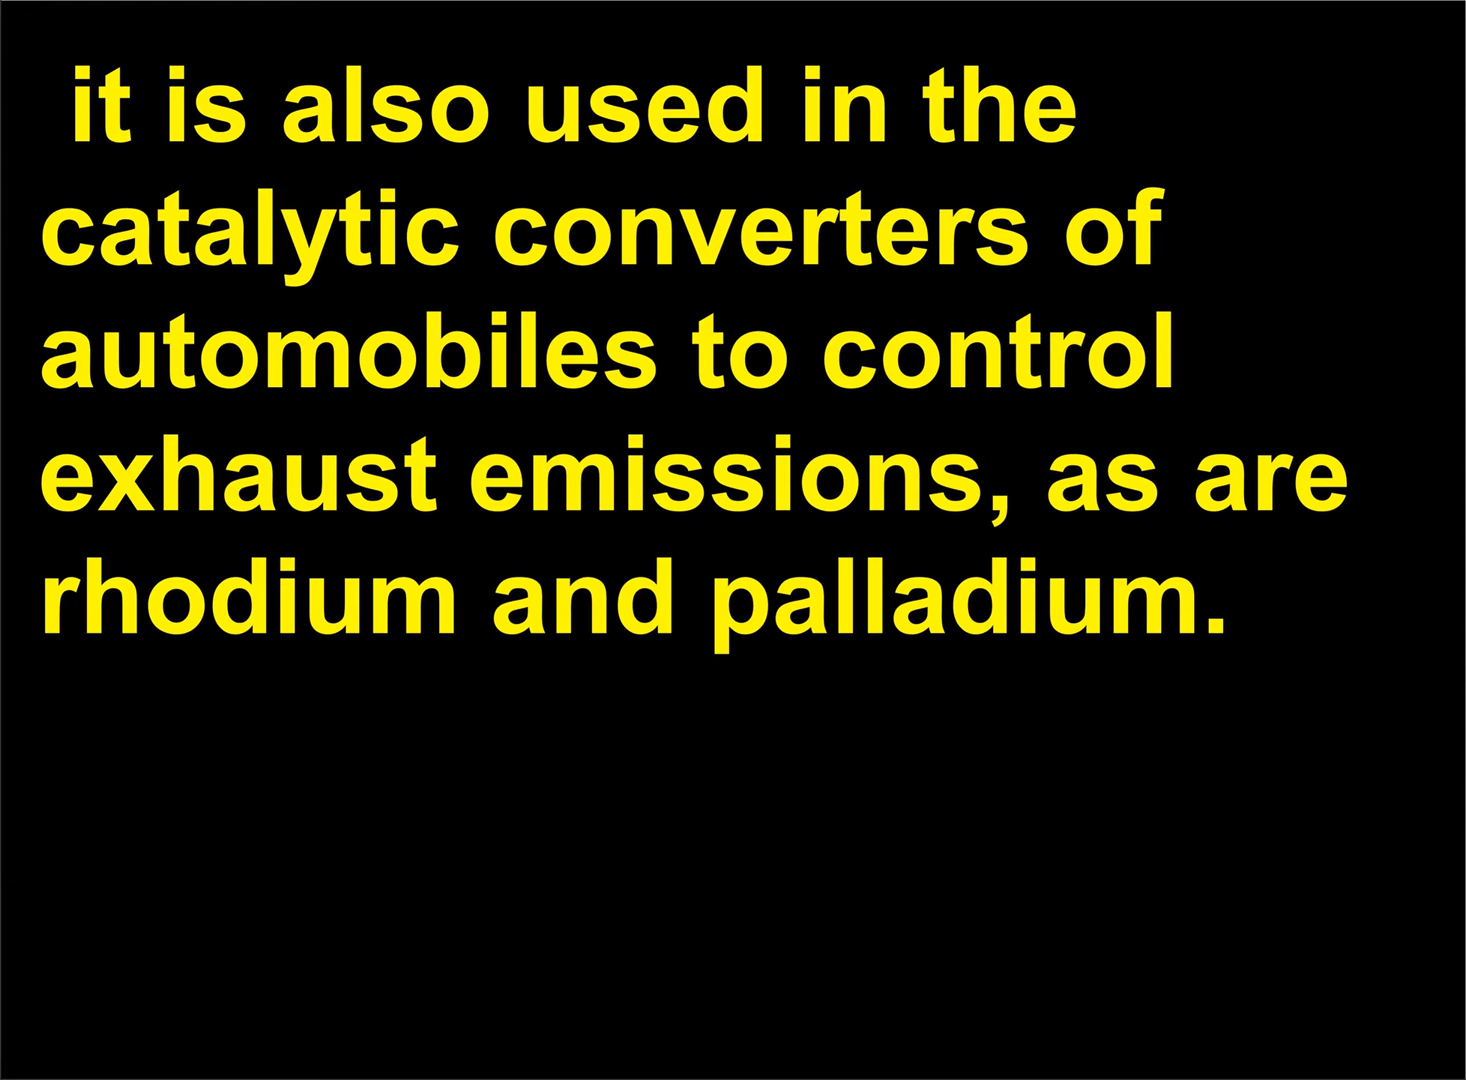 it is also used in the
catalytic converters of
automobiles to control
exhaust emissions, as are
rhodium and palladium.